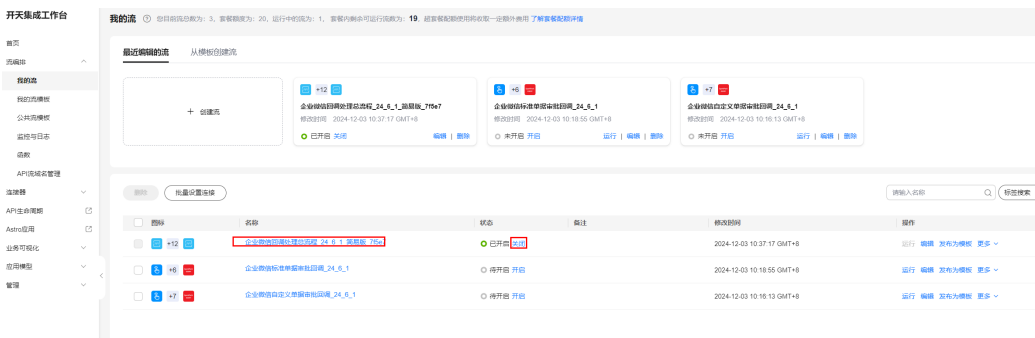 开天集成工作台
首页
流编排
我的流
我的流模板
公共流模板
监控与日志
函数
API流域名管理
连接器
API生命周期
Astro应用
业务可视化
应用模型
管理
我的流 您目前流总数为: 3, 套餐额度为: 20, 运行中的流为: 1, 套餐内剩余可运行流数为: 19, 超套餐配额使用将收取一定额外费用 了解套餐配额详情
最近编辑的流 从模板创建流
+ 创建流
+12
企业微信回调处理总流程_24_6_1_简易版_7f5e7
修改时间 2024-12-03 10:37:17 GMT+8
已开启 关闭 编辑 | 删除
+6
企业微信标准单据审批回调_24_6_1
修改时间 2024-12-03 10:18:55 GMT+8
未开启 开启 运行 | 编辑 | 删除
+7
企业微信自定义单据审批回调_24_6_1
修改时间 2024-12-03 10:16:13 GMT+8
未开启 开启 运行 | 编辑 | 删除
删除 批量设置连接 请输入名称 标签搜索
图标 名称 状态 备注 修改时间 操作
+12 企业微信回调处理总流程_24_6_1_简易版_7f5e 已开启 关闭 2024-12-03 10:37:17 GMT+8 运行 编辑 发布为模板 更多
+6 企业微信标准单据审批回调_24_6_1 待开启 开启 2024-12-03 10:18:55 GMT+8 运行 编辑 发布为模板 更多
+7 企业微信自定义单据审批回调_24_6_1 待开启 开启 2024-12-03 10:16:13 GMT+8 运行 编辑 发布为模板 更多